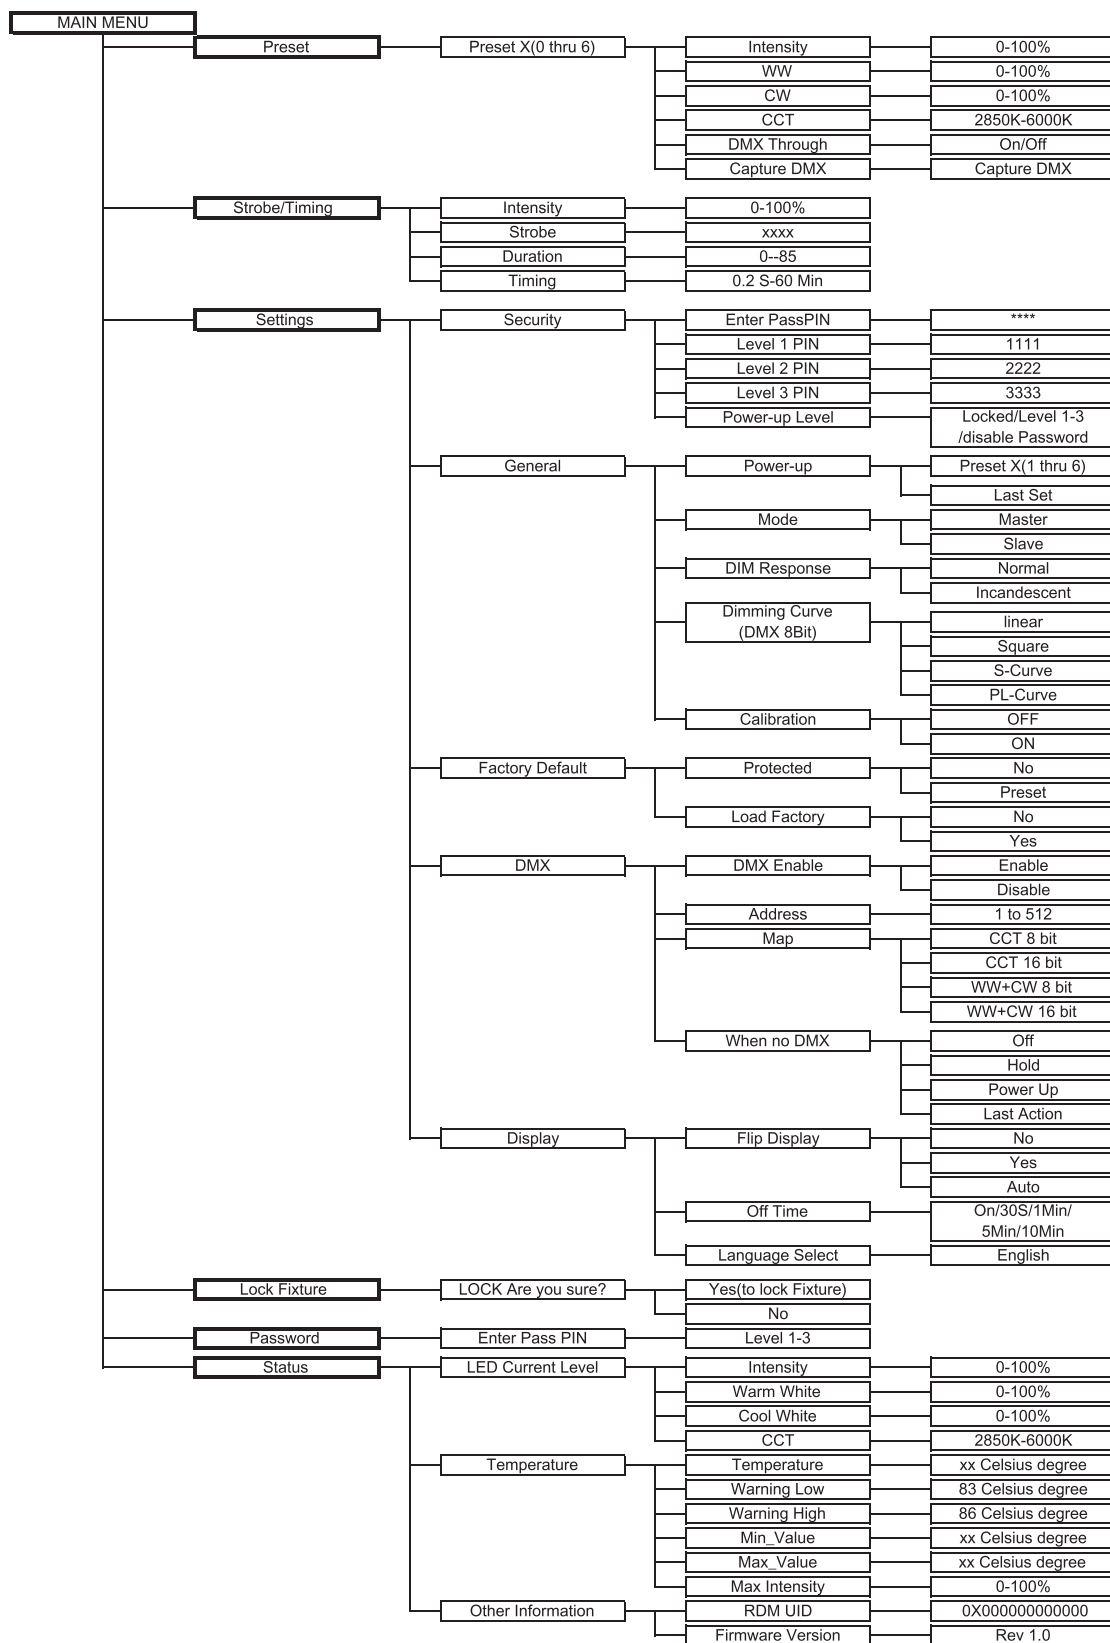 MAIN MENU
Preset Preset X(0 thru 6) Intensity 0-100%
WW 0-100%
CW 0-100%
CCT 2850K-6000K
DMX Through On/Off
Capture DMX Capture DMX
Strobe/Timing Intensity 0-100%
Strobe xxxx
Duration 0--85
Timing 0.2 S-60 Min
Settings Security Enter PassPIN ****
Level 1 PIN 1111
Level 2 PIN 2222
Level 3 PIN 3333
Power-up Level Locked/Level 1-3
/disable Password
General Power-up Preset X(1 thru 6)
Last Set
Mode Master
Slave
DIM Response Normal
Incandescent
Dimming Curve
(DMX 8Bit)
linear
Square
S-Curve
PL-Curve
Calibration OFF
ON
Factory Default Protected No
Preset
Load Factory No
Yes
DMX DMX Enable Enable
Disable
Address 1 to 512
Map CCT 8 bit
CCT 16 bit
WW+CW 8 bit
WW+CW 16 bit
When no DMX Off
Hold
Power Up
Last Action
Display Flip Display No
Yes
Auto
Off Time On/30S/1Min/
5Min/10Min
Language Select English
Lock Fixture LOCK Are you sure? Yes(to lock Fixture)
No
Password Enter Pass PIN Level 1-3
Status LED Current Level Intensity 0-100%
Warm White 0-100%
Cool White 0-100%
CCT 2850K-6000K
Temperature Temperature xx Celsius degree
Warning Low 83 Celsius degree
Warning High 86 Celsius degree
Min_Value xx Celsius degree
Max_Value xx Celsius degree
Max Intensity 0-100%
Other Information RDM UID 0X000000000000
Firmware Version Rev 1.0